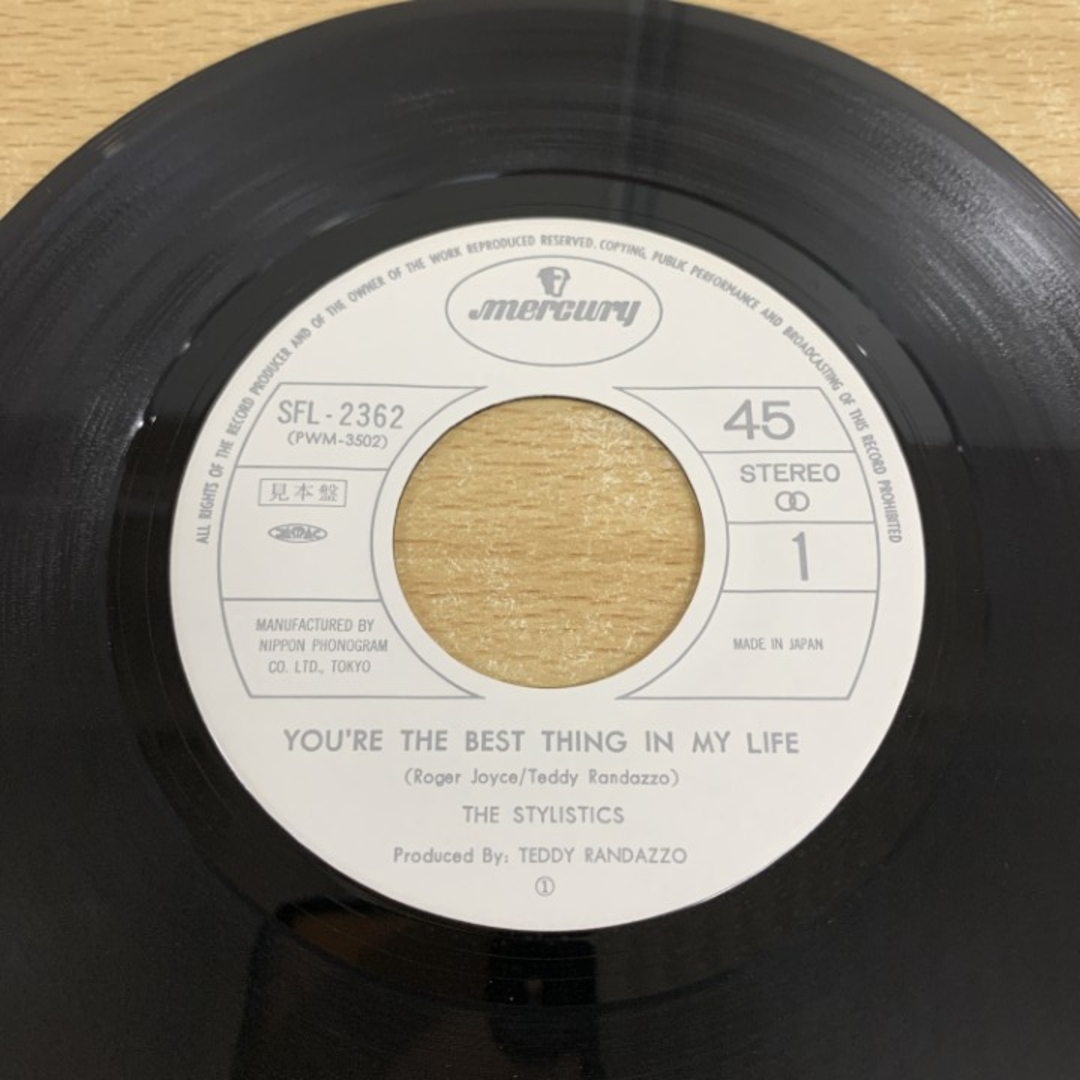 ALL RIGHTS OF THE RECORD PRODUCER AND OF THE OWNER OF THE WORK REPRODUCED RESERVED. COPYING, PUBLIC PERFORMANCE AND BROADCASTING OF THIS RECORD PROHIBITED
mercury
SFL-2362
(PWM-3502)
見本盤
JASRAC
MANUFACTURED BY
NIPPON PHONOGRAM
CO. LTD., TOKYO
45
STEREO
1
MADE IN JAPAN
YOU'RE THE BEST THING IN MY LIFE
(Roger Joyce/Teddy Randazzo)
THE STYLISTICS
Produced By: TEDDY RANDAZZO
①